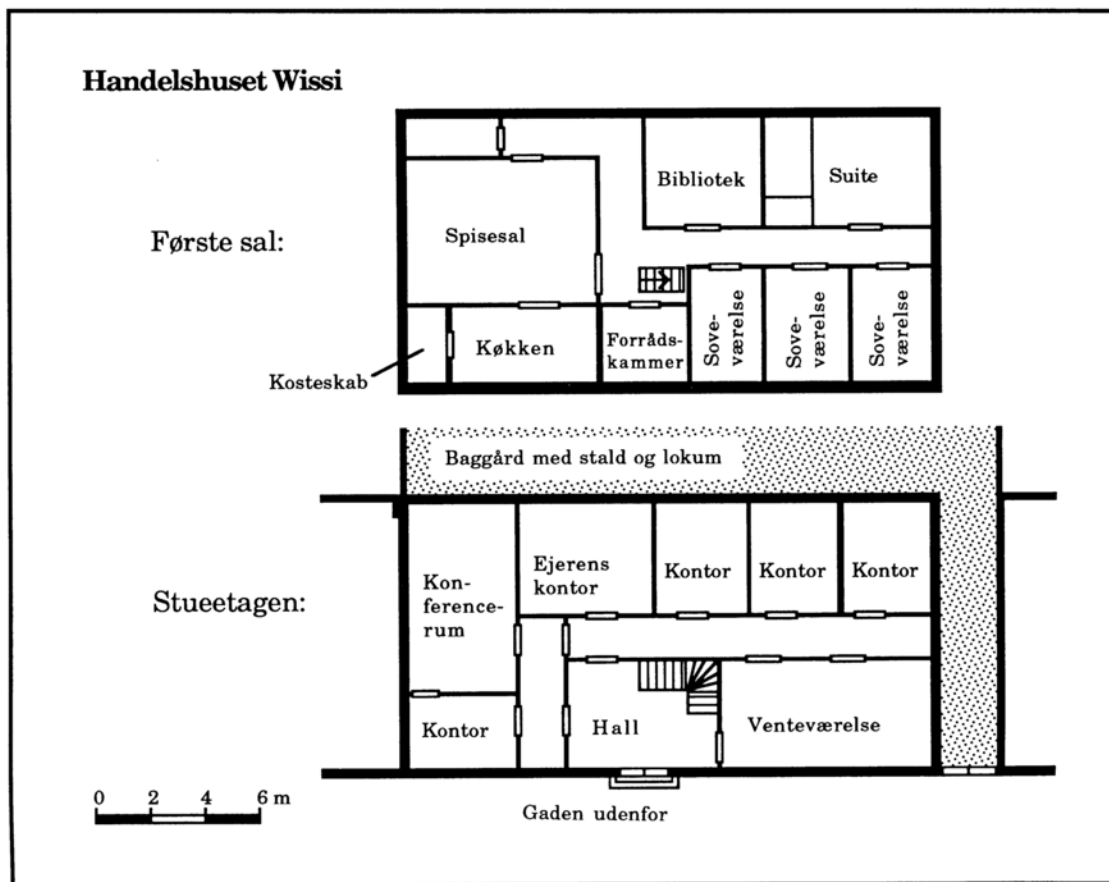 Handelshuset Wissi
Første sal:
Bibliotek
Suite
Spisesal
Køkken
Forråds-
kammer
Sove-
værelse
Sove-
værelse
Sove-
værelse
Kosteskab
Baggård med stald og lokum
Stueetagen:
Kon-
ference-
rum
Ejerens
kontor
Kontor
Kontor
Kontor
Kontor
Hall
Venteværelse
0 2 4 6 m
Gaden udenfor